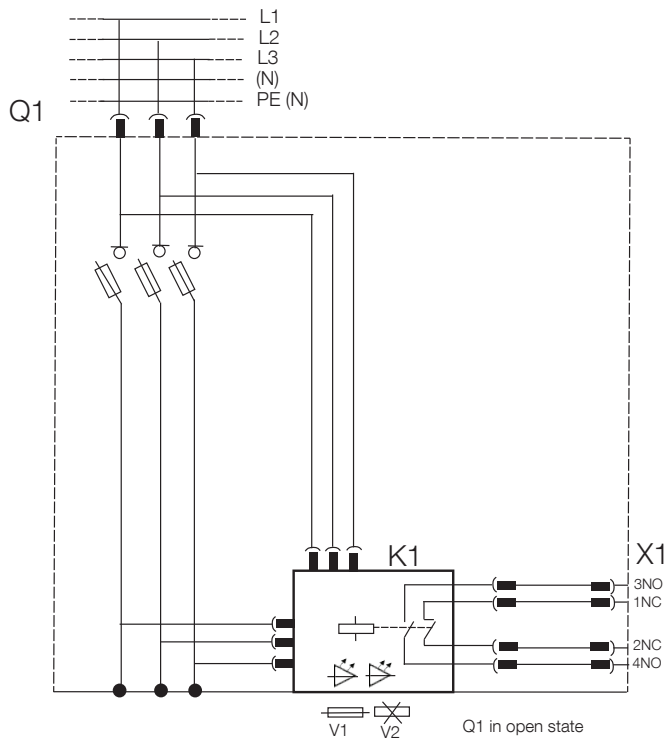 L1
L2
L3
(N)
PE (N)
Q1
K1
X1
3NO
1NC
2NC
4NO
V1
V2
Q1 in open state